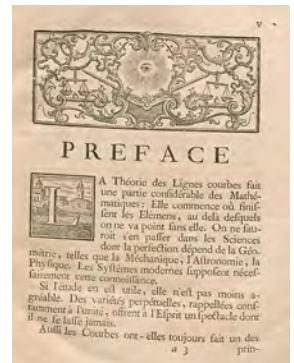 V
PREFACE
LA Théorie des Lignes courbes fait
une partie considérable des Mathé-
matiques: Elle commence où finis-
sent les Elémens, au delà desquels
on ne va point sans elle. On ne sau-
roit s'en passer dans les Sciences
dont la perfection dépend de la Géo-
métrie, telles que la Méchanique, l'Astronomie, la
Physique. Les Systémes modernes supposent néces-
sairement cette connoissance.
Si l'étude en est utile, elle n'est pas moins a-
gréable. Des variétés perpétuelles, rappellées cons-
tamment à l'unité, offrent à l'Esprit un spectacle dont
il ne se lasse jamais.
Aussi les Courbes ont-elles toujours fait un des
a 3 prin-